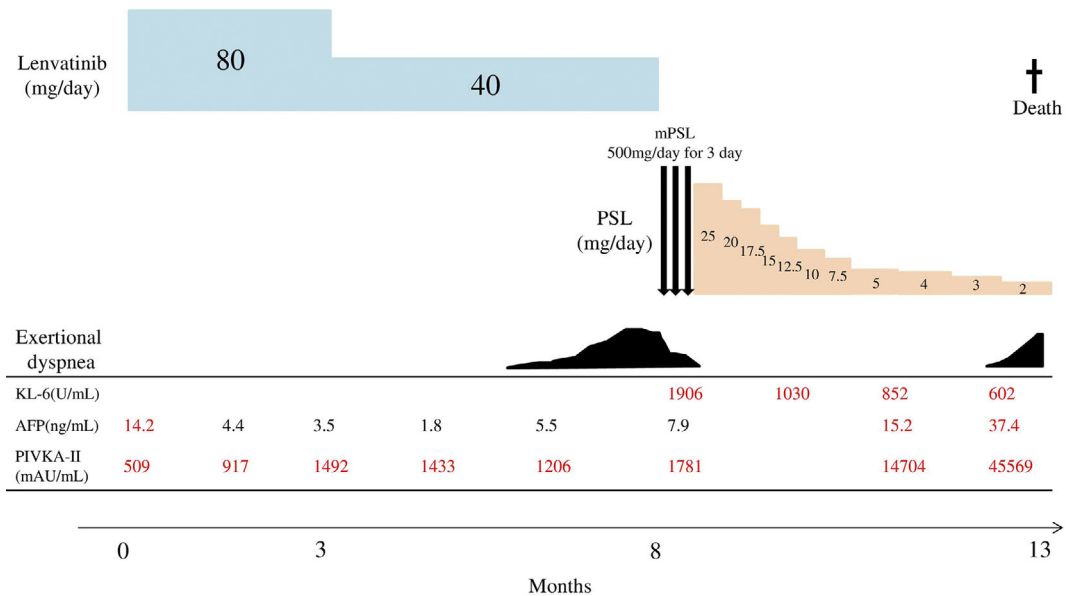 Lenvatinib
(mg/day)
80
40
Death
mPSL
500mg/day for 3 day
PSL
(mg/day)
25
20
17.5
15
12.5
10
7.5
5
4
3
2
Exertional
dyspnea
KL-6(U/mL) 1906 1030 852 602
AFP(ng/mL) 14.2 4.4 3.5 1.8 5.5 7.9 15.2 37.4
PIVKA-II
(mAU/mL) 509 917 1492 1433 1206 1781 14704 45569
0 3 8 13
Months